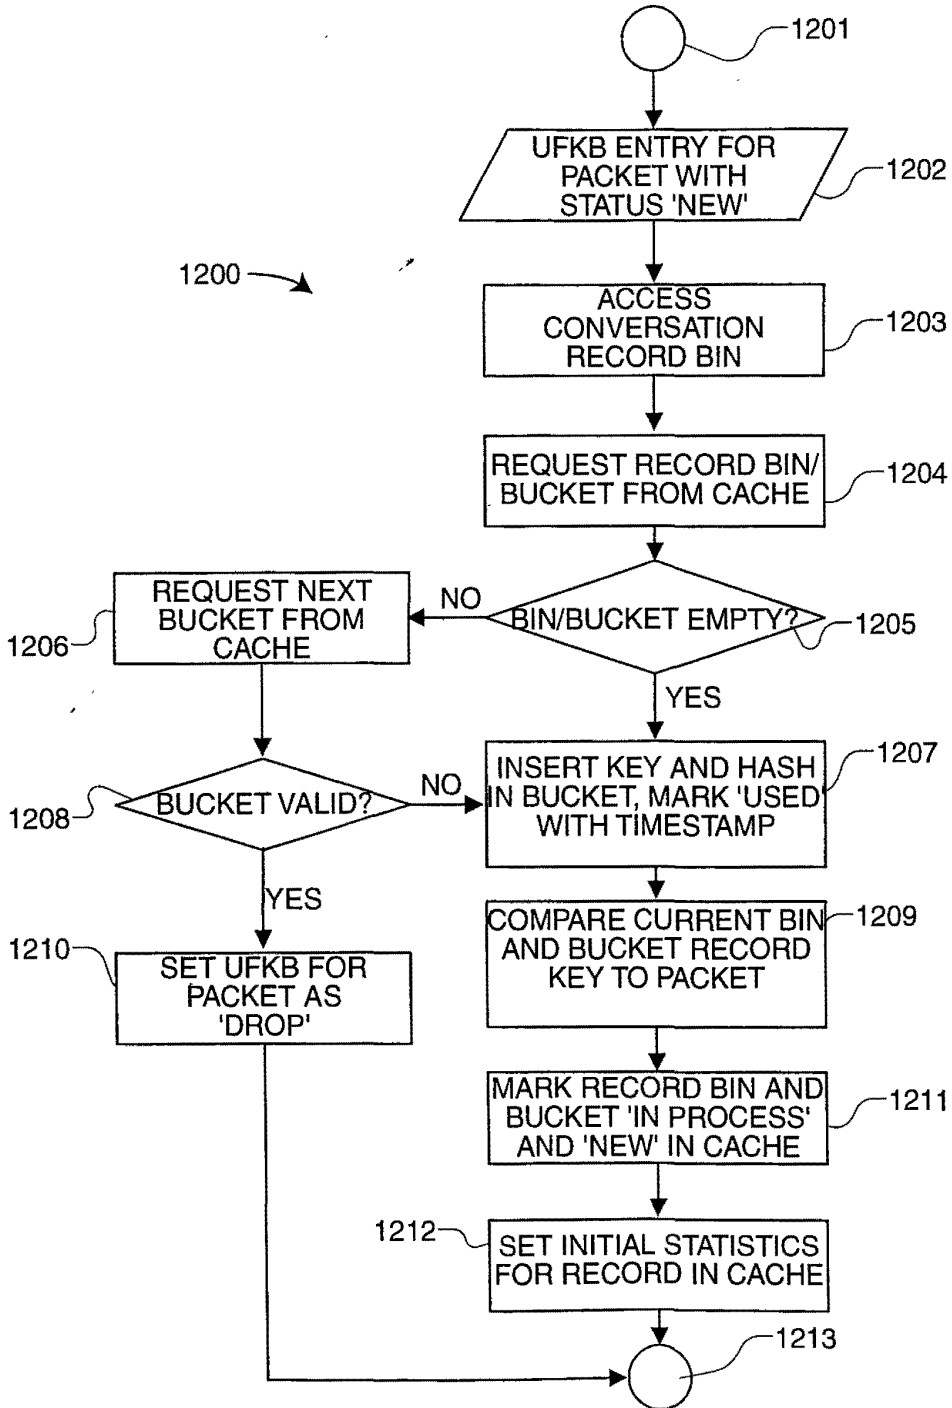 1201
UFKB ENTRY FOR
PACKET WITH
STATUS 'NEW'
1202
1200
ACCESS
CONVERSATION
RECORD BIN
1203
REQUEST RECORD BIN/
BUCKET FROM CACHE
1204
REQUEST NEXT
BUCKET FROM
CACHE
1206
NO
BIN/BUCKET EMPTY?
1205
YES
INSERT KEY AND HASH
IN BUCKET, MARK 'USED'
WITH TIMESTAMP
1207
BUCKET VALID?
1208
NO
YES
COMPARE CURRENT BIN
AND BUCKET RECORD
KEY TO PACKET
1209
1210
SET UFKB FOR
PACKET AS
'DROP'
MARK RECORD BIN AND
BUCKET 'IN PROCESS'
AND 'NEW' IN CACHE
1211
1212
SET INITIAL STATISTICS
FOR RECORD IN CACHE
1213